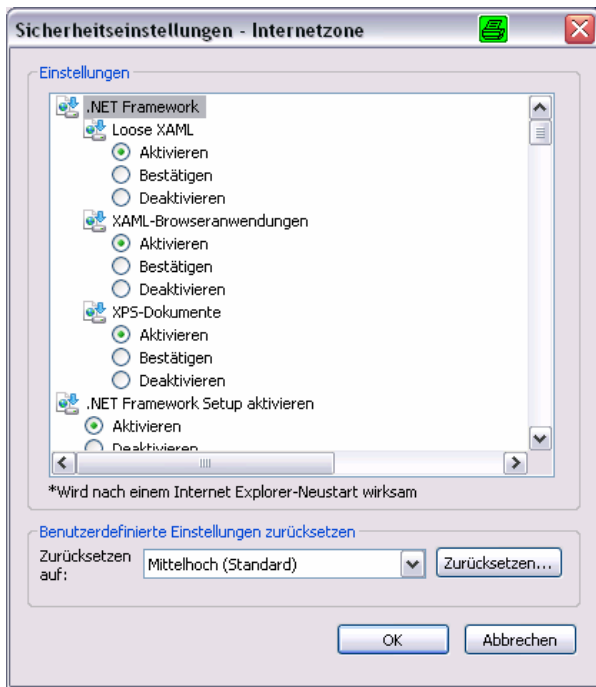 Sicherheitseinstellungen - Internetzone
Einstellungen
.NET Framework
Loose XAML
Aktivieren
Bestätigen
Deaktivieren
XAML-Browseranwendungen
Aktivieren
Bestätigen
Deaktivieren
XPS-Dokumente
Aktivieren
Bestätigen
Deaktivieren
.NET Framework Setup aktivieren
Aktivieren
Deaktivieren
*Wird nach einem Internet Explorer-Neustart wirksam
Benutzerdefinierte Einstellungen zurücksetzen
Zurücksetzen
auf:
Mittelhoch (Standard)
Zurücksetzen...
OK
Abbrechen